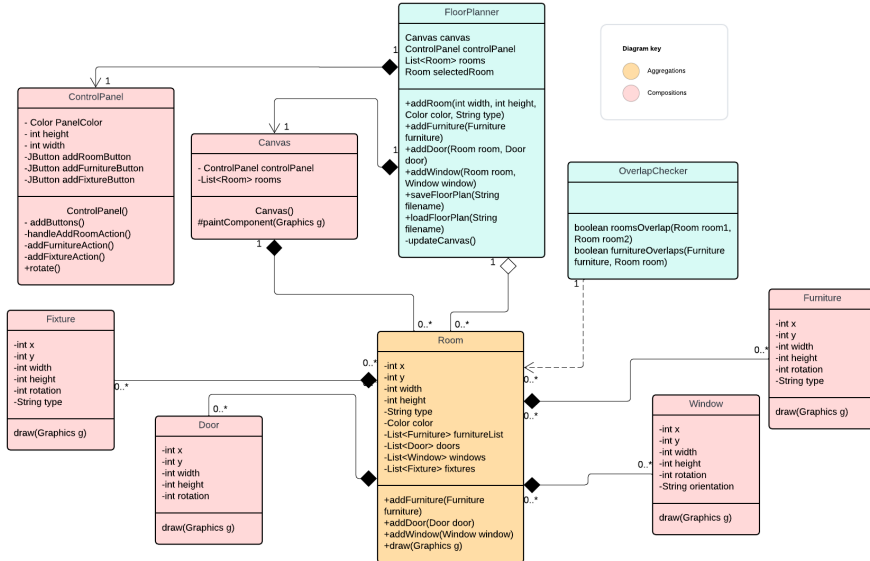 FloorPlanner
Canvas canvas
ControlPanel controlPanel
List<Room> rooms
Room selectedRoom
+addRoom(int width, int height,
Color color, String type)
+addFurniture(Furniture
furniture)
+addDoor(Room room, Door
door)
+addWindow(Room room,
Window window)
+saveFloorPlan(String
filename)
+loadFloorPlan(String
filename)
-updateCanvas()
Diagram key
Aggregations
Compositions
1
1
ControlPanel
- Color PanelColor
- int height
- int width
-JButton addRoomButton
-JButton addFurnitureButton
-JButton addFixtureButton
ControlPanel()
- addButtons()
-handleAddRoomAction()
-addFurnitureAction()
-addFixtureAction()
+rotate()
1
1
Canvas
- ControlPanel controlPanel
-List<Room> rooms
Canvas()
#paintComponent(Graphics g)
1
0..*
1
0..*
OverlapChecker
boolean roomsOverlap(Room room1,
Room room2)
boolean furnitureOverlaps(Furniture
furniture, Room room)
1
0..*
Fixture
-int x
-int y
-int width
-int height
-int rotation
-String type
draw(Graphics g)
0..*
0..*
Door
-int x
-int y
-int width
-int height
-int rotation
draw(Graphics g)
0..*
Room
-int x
-int y
-int width
-int height
-String type
-Color color
-List<Furniture> furnitureList
-List<Door> doors
-List<Window> windows
-List<Fixture> fixtures
+addFurniture(Furniture
furniture)
+addDoor(Door door)
+addWindow(Window window)
+draw(Graphics g)
0..*
0..*
Furniture
-int x
-int y
-int width
-int height
-int rotation
-String type
draw(Graphics g)
0..*
0..*
Window
-int x
-int y
-int width
-int height
-int rotation
-String orientation
draw(Graphics g)